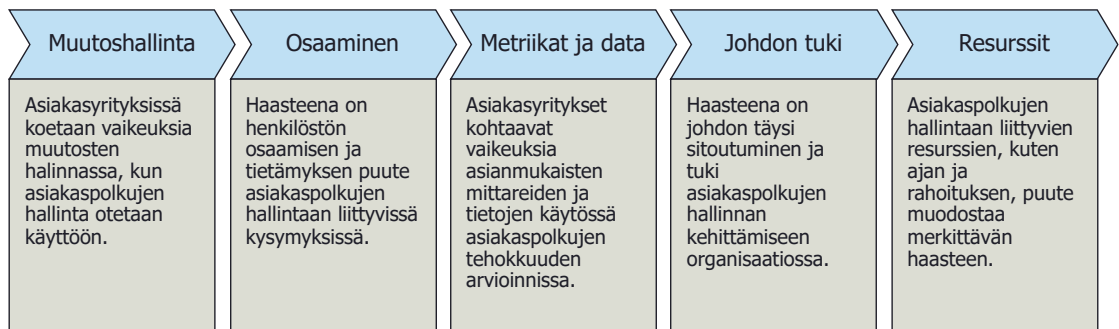 Muutoshallinta
Asiakasyrityksissä
koetaan vaikeuksia
muutosten
halinnassa, kun
asiakaspolkujen
hallinta otetaan
käyttöön.
Osaaminen
Haasteena on
henkilöstön
osaamisen ja
tietämyksen puute
asiakaspolkujen
hallintaan liittyvissä
kysymyksissä.
Metriikat ja data
Asiakasyritykset
kohtaavat
vaikeuksia
asianmukaisten
mittareiden ja
tietojen käytössä
asiakaspolkujen
tehokkuuden
arvioinnissa.
Johdon tuki
Haasteena on
johdon täysi
sitoutuminen ja
tuki
asiakaspolkujen
hallinnan
kehittämiseen
organisaatiossa.
Resurssit
Asiakaspolkujen
hallintaan liittyvien
resurssien, kuten
ajan ja
rahoituksen, puute
muodostaa
merkittävän
haasteen.